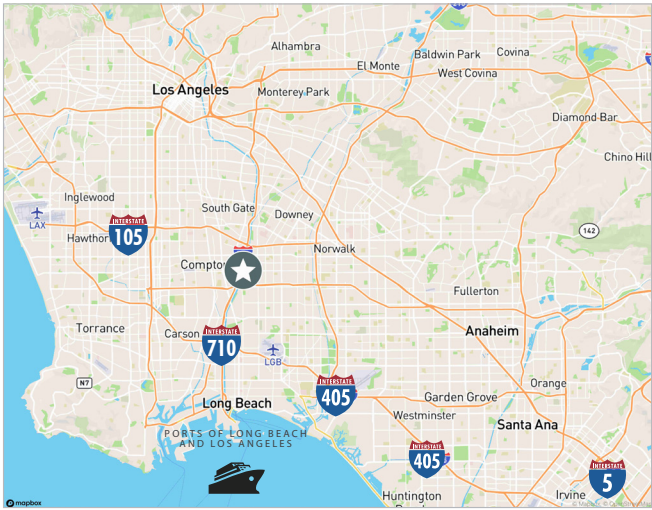 Alhambra
Baldwin Park
Covina
El Monte
West Covina
Los Angeles
Monterey Park
Diamond Bar
Chino Hill
Inglewood
South Gate
Downey
LAX
INTERSTATE
105
Hawthor
142
Norwalk
Compto
Fullerton
Torrance
Carson
INTERSTATE
710
Anaheim
LGB
N7
INTERSTATE
405
Orange
Long Beach
Garden Grove
Westminster
Santa Ana
PORTS OF LONG BEACH
AND LOS ANGELES
INTERSTATE
405
INTERSTATE
5
Huntington
Irvine
mapbox